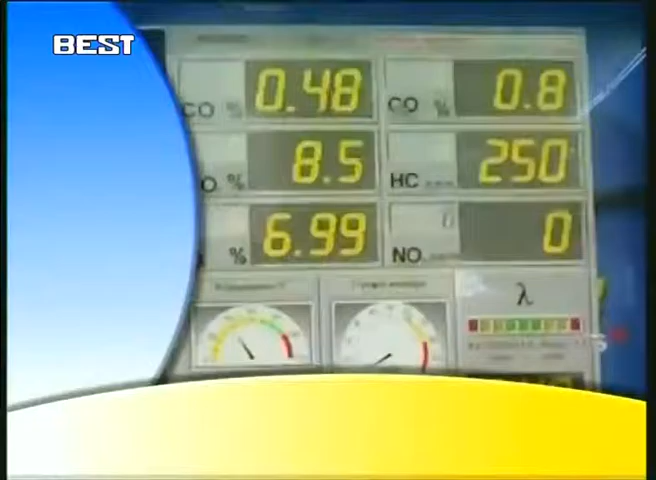 BEST
CO % 0.48 CO % 0.8
O % 8.5 HC 250
% 6.99 NO 0
λ